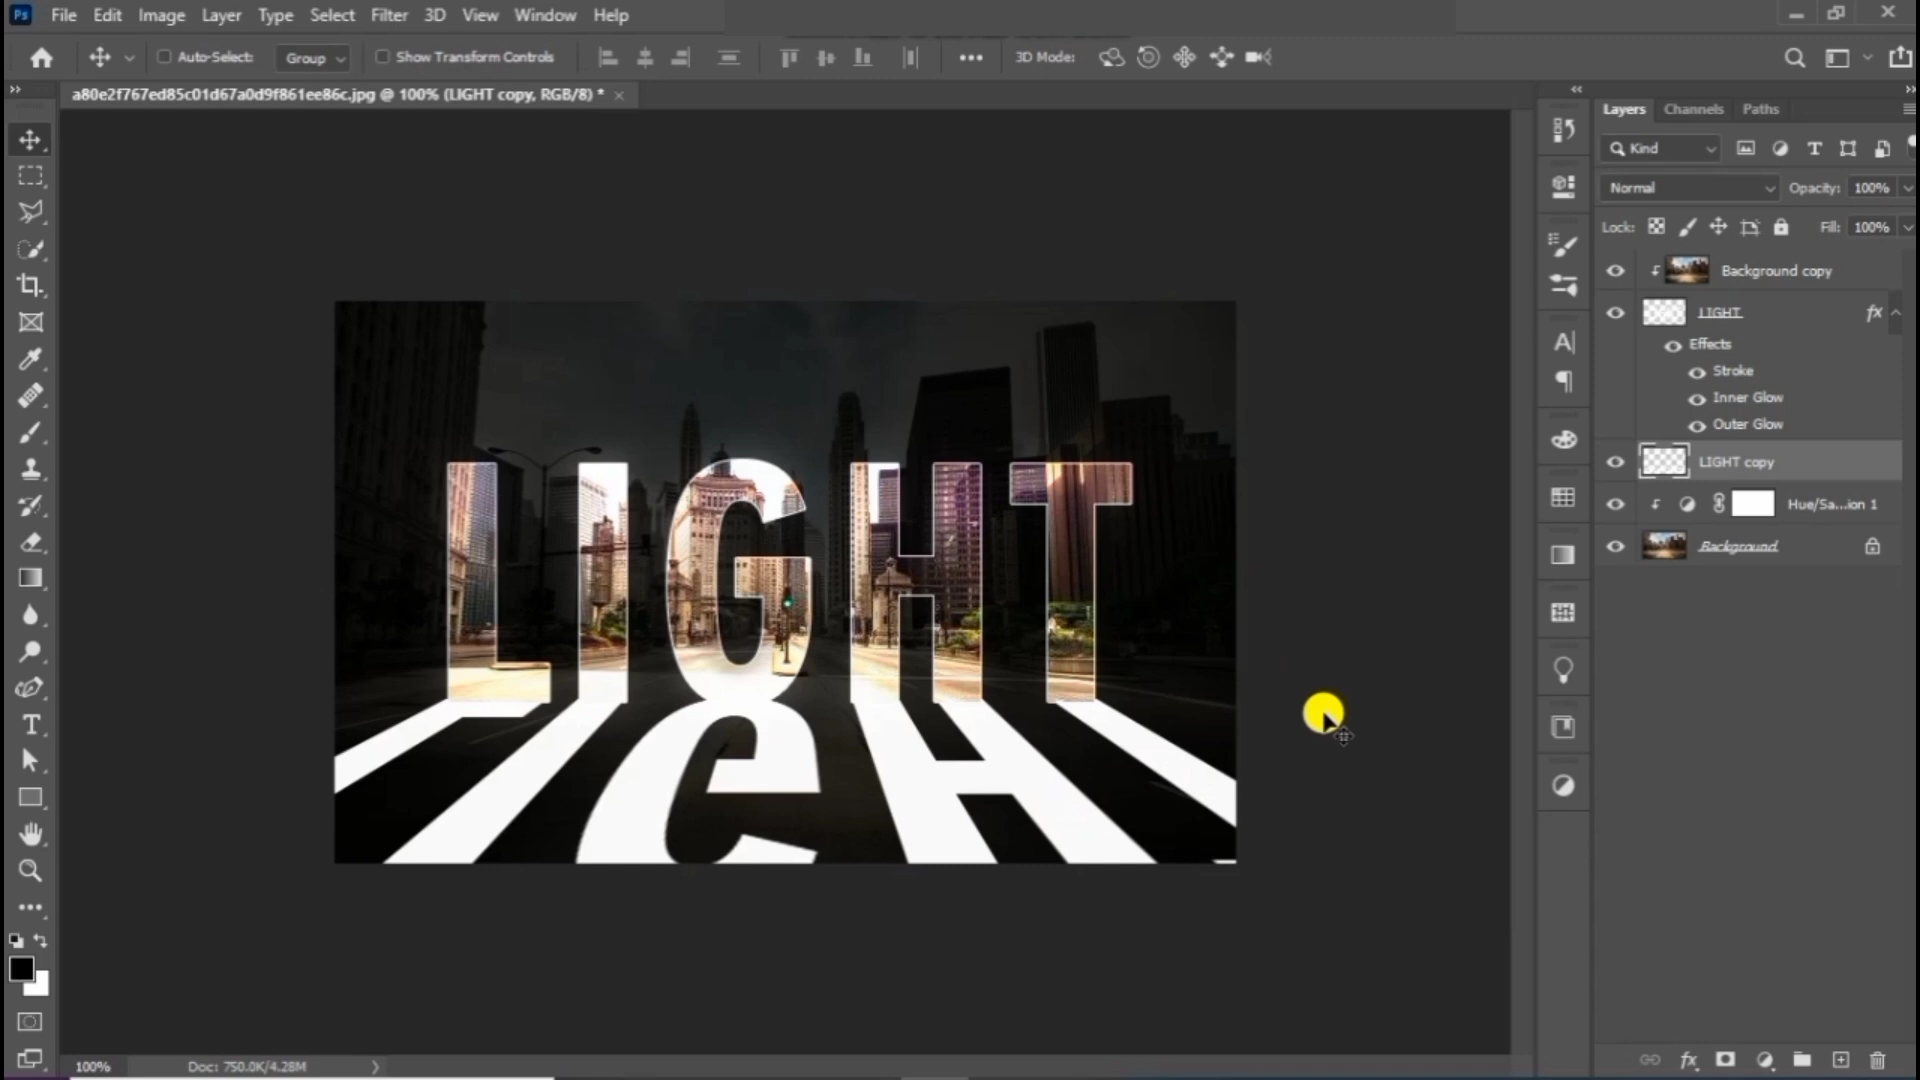 Ps File Edit Image Layer Type Select Filter 3D View Window Help
Auto-Select: Group Show Transform Controls 3D Mode:
a80e2f767ed85c01d67a0d9f861ee86c.jpg @ 100% (LIGHT copy, RGB/8) *
Layers Channels Paths
Kind
Normal Opacity: 100%
Lock: Fill: 100%
Background copy
LIGHT fx
Effects
Stroke
Inner Glow
Outer Glow
LIGHT copy
Hue/Sa...ion 1
Background
LIGHT
100% Doc: 750.0K/4.28M